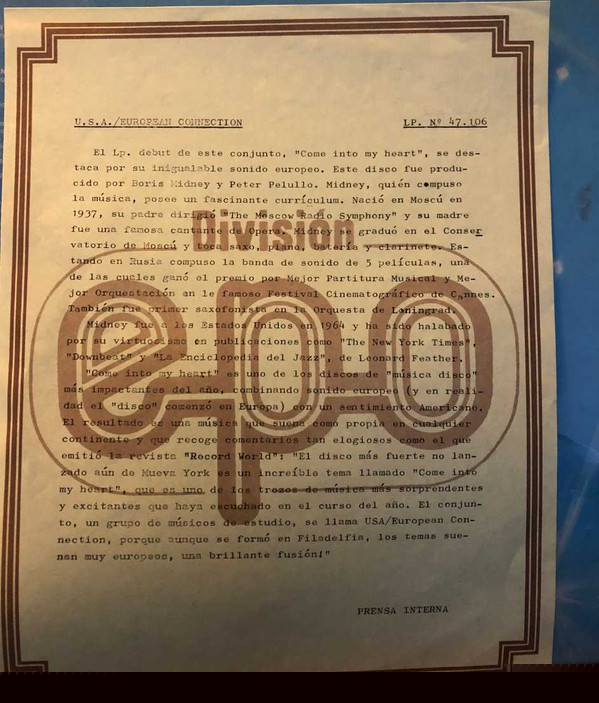 U.S.A./EUROPEAN CONNECTION LP. Nº 47.106
El Lp. debut de este conjunto, "Come into my heart", se des-
taca por su inigualable sonido europeo. Este disco fue produ-
cido por Boris Midney y Peter Pelullo. Midney, quién compuso
la música, posee un fascinante currículum. Nació en Moscú en
1937, su padre dirigió "The Moscow Radio Symphony" y su madre
fue una famosa cantante de Opera. Midney se graduó en el Conser
vatorio de Moscú y toca saxo, piano, batería y clarinete. Es-
tando en Rusia compuso la banda de sonido de 5 películas, una
de las cueles ganó el premio por Mejor Partitura Musical y Me-
jor Orquestación en le famoso Festival Cinematográfico de Cannes.
También fue primer saxofonista en la Orquesta de Leningrad.
Midney fue a los Estados Unidos en 1964 y ha sido halabado
por su virtuocismo en publicaciones como "The New York Times",
"Downbeat" y "La Enciclopedia del Jazz", de Leonard Feather.
"Come into my heart" es uno de los discos de "música disco"
más impactantes del año, combinando sonido europeo (y en reali-
dad el "disco" comenzó en Europa) con un sentimiento Americano.
El resultado es una música que suena como propia en cualquier
continente y que recoge comentarios tan elogiosos como el que
emitió la revista "Rocord World": "El disco más fuerte no lan-
zado aún de Nueva York es un increíble tema llamado "Come into
my heart", que es uno de los trozos de música más sorprendentes
y excitantes que haya escuchado en el curso del año. El conjun-
to, un grupo de músicos de estudio, se llama USA/European Con-
nection, porque aunque se formó en Filadelfia, los temas sue-
nan muy europeos, una brillante fusión!"
PRENSA INTERNA
división
epo